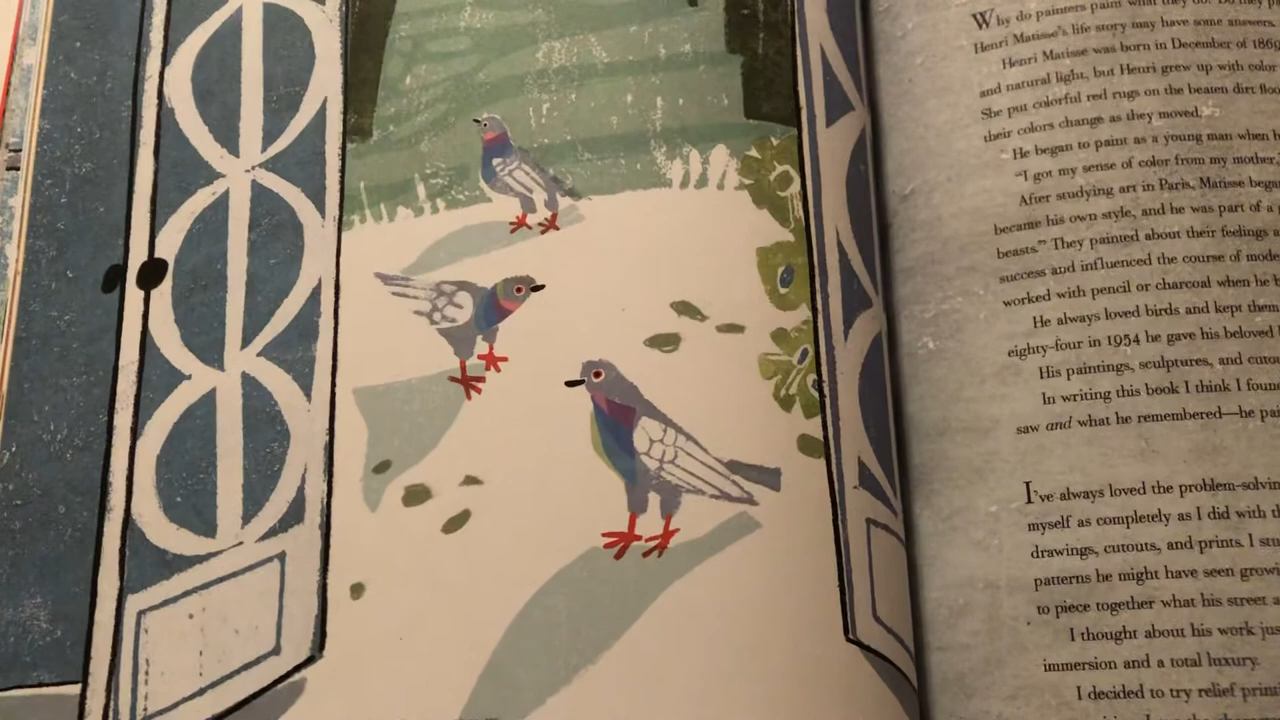 Why do painters paint what they do? Do they
Henri Matisse's life story may have some answers.
Henri Matisse was born in December of 1869
and natural light, but Henri grew up with color
She put colorful red rugs on the beaten dirt floo
their colors change as they moved.
He began to paint as a young man when h
"I got my sense of color from my mother,
After studying art in Paris, Matisse bega
became his own style, and he was part of a
beasts." They painted about their feelings a
success and influenced the course of mode
worked with pencil or charcoal when he b
He always loved birds and kept them
eighty-four in 1954 he gave his beloved
His paintings, sculptures, and cuto
In writing this book I think I foun
saw and what he remembered—he pai
I've always loved the problem-solvin
myself as completely as I did with th
drawings, cutouts, and prints. I stu
patterns he might have seen growi
to piece together what his street a
I thought about his work jus
immersion and a total luxury.
I decided to try relief printi